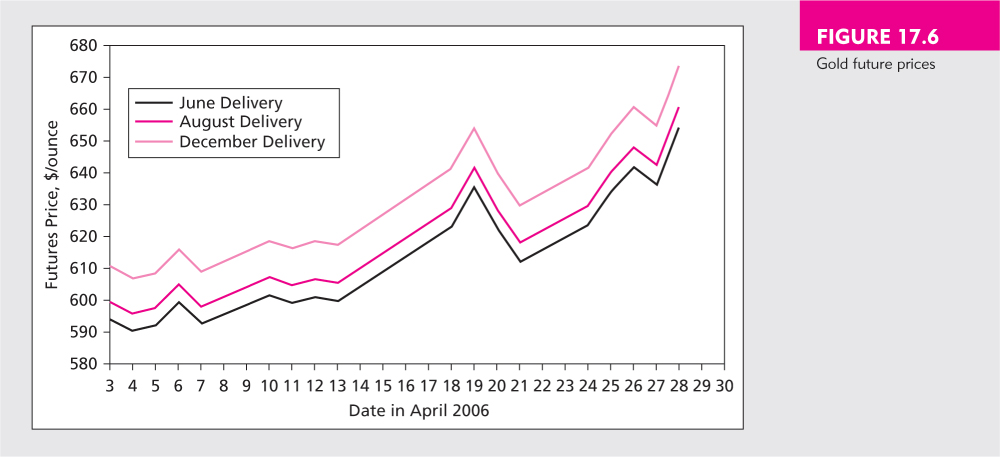 FIGURE 17.6
Gold future prices
680
670
660
650
640
630
620
610
600
590
580
Futures Price, $/ounce
June Delivery
August Delivery
December Delivery
3 4 5 6 7 8 9 10 11 12 13 14 15 16 17 18 19 20 21 22 23 24 25 26 27 28 29 30
Date in April 2006